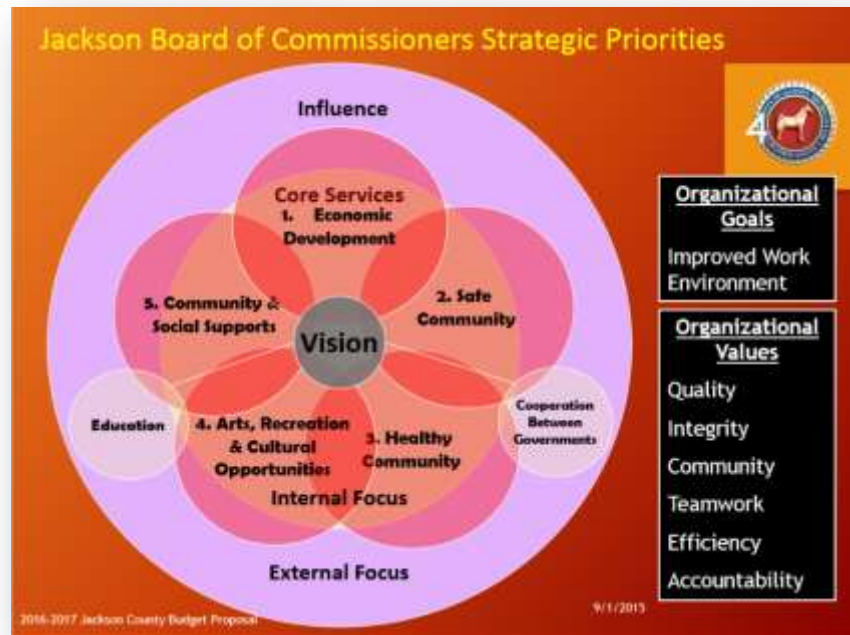 Jackson Board of Commissioners Strategic Priorities
4
Influence
Core Services
1. Economic
Development
2. Safe
Community
3. Healthy
Community
4. Arts, Recreation
& Cultural
Opportunities
5. Community &
Social Supports
Vision
Education
Cooperation
Between
Governments
Internal Focus
External Focus
Organizational
Goals
Improved Work
Environment
Organizational
Values
Quality
Integrity
Community
Teamwork
Efficiency
Accountability
9/1/2015
2016-2017 Jackson County Budget Proposal